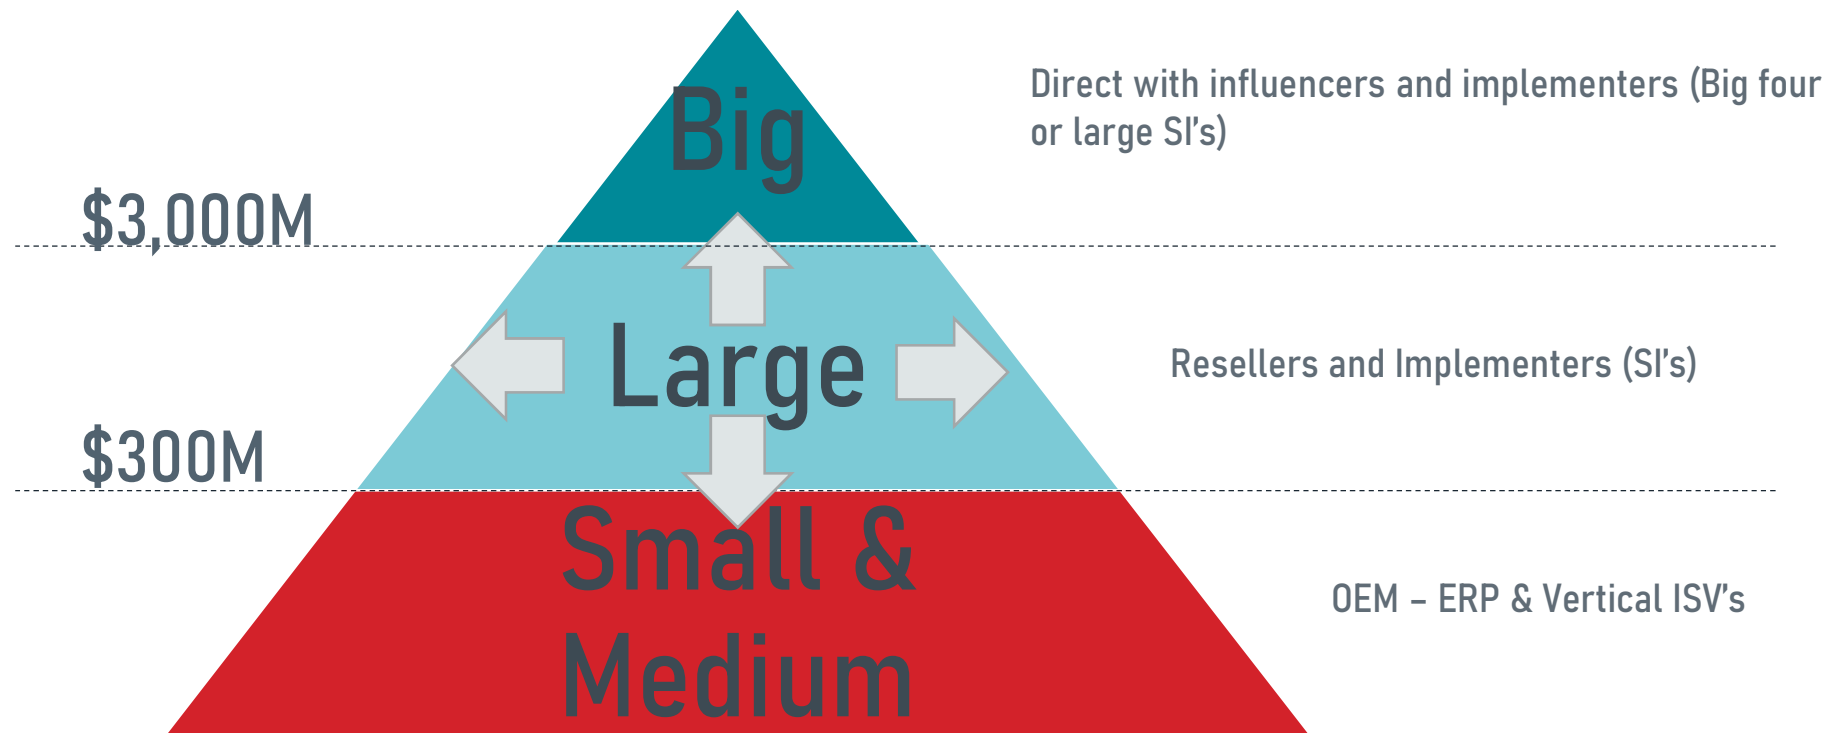 Big
Direct with influencers and implementers (Big four
or large SI’s)
$3,000M
Large
Resellers and Implementers (SI’s)
$300M
Small &
Medium
OEM – ERP & Vertical ISV’s